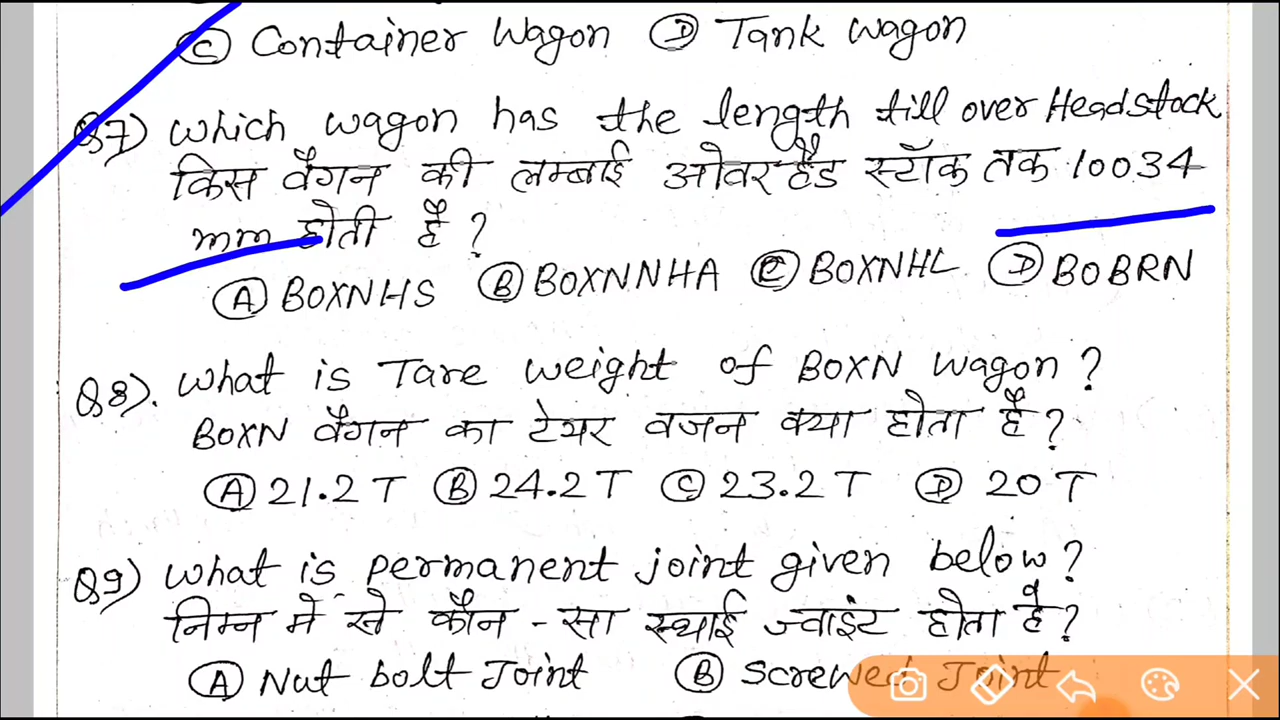 C Container Wagon D Tank Wagon
Q7) Which wagon has the length till over Headstock
किस वैगन की लम्बाई ओवर हैड स्टॉक तक 10034
mm होती है ?
A BOXNHS B BOXNNHA C BOXNHL D BOBRN
Q8). What is Tare weight of BOXN Wagon ?
BOXN वैगन का टेयर वजन क्या होता है ?
A 21.2 T B 24.2 T C 23.2 T D 20 T
Q9) What is permanent joint given below ?
निम्न में से कौन - सा स्थाई ज्वाइंट होता है ?
A Nut bolt Joint B Screwed Joint